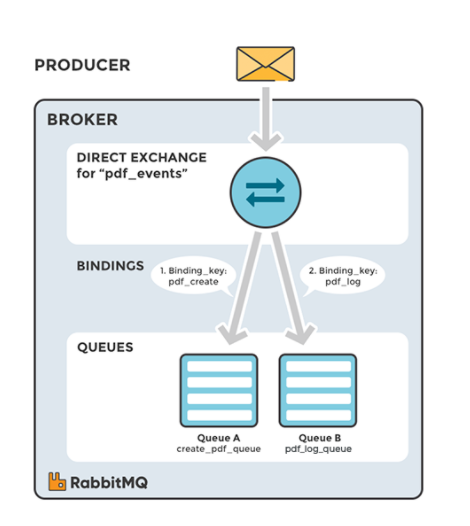 PRODUCER
BROKER
DIRECT EXCHANGE
for “pdf_events”
BINDINGS
1. Binding_key:
pdf_create
2. Binding_key:
pdf_log
QUEUES
Queue A
create_pdf_queue
Queue B
pdf_log_queue
RabbitMQ